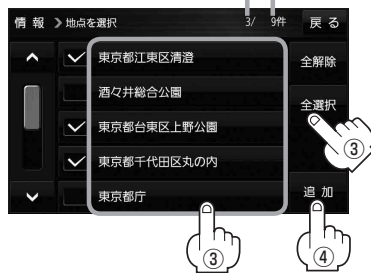 情 報 ＞地点を選択 3/ 9件 戻 る
東京都江東区清澄
全解除
酒々井総合公園
全選択
東京都台東区上野公園
③
東京都千代田区丸の内
東京都庁
追 加
③
④